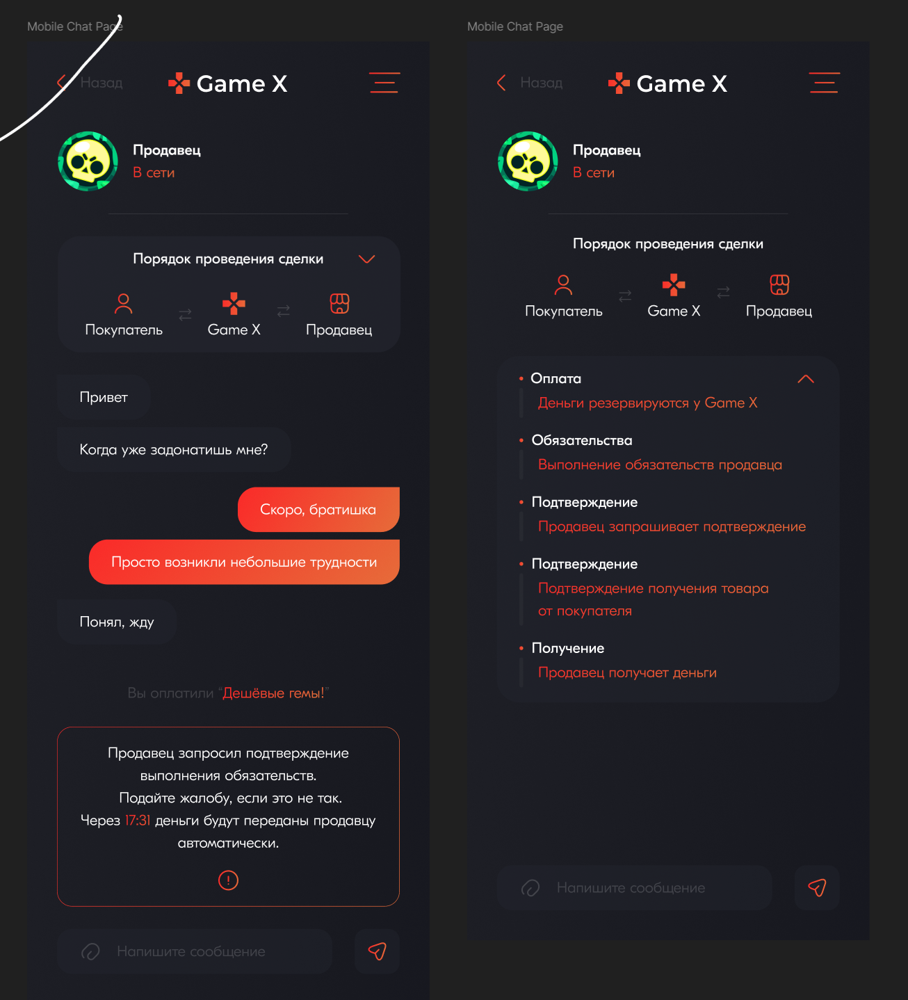 Mobile Chat Page
Назад
Game X
Продавец
В сети
Порядок проведения сделки
Покупатель
Game X
Продавец
Привет
Когда уже задонатишь мне?
Скоро, братишка
Просто возникли небольшие трудности
Понял, жду
Вы оплатили “Дешёвые гемы!”
Продавец запросил подтверждение
выполнения обязательств.
Подайте жалобу, если это не так.
Через 17:31 деньги будут переданы продавцу
автоматически.
Напишите сообщение
Mobile Chat Page
Назад
Game X
Продавец
В сети
Порядок проведения сделки
Покупатель
Game X
Продавец
Оплата
Деньги резервируются у Game X
Обязательства
Выполнение обязательств продавца
Подтверждение
Продавец запрашивает подтверждение
Подтверждение
Подтверждение получения товара
от покупателя
Получение
Продавец получает деньги
Напишите сообщение